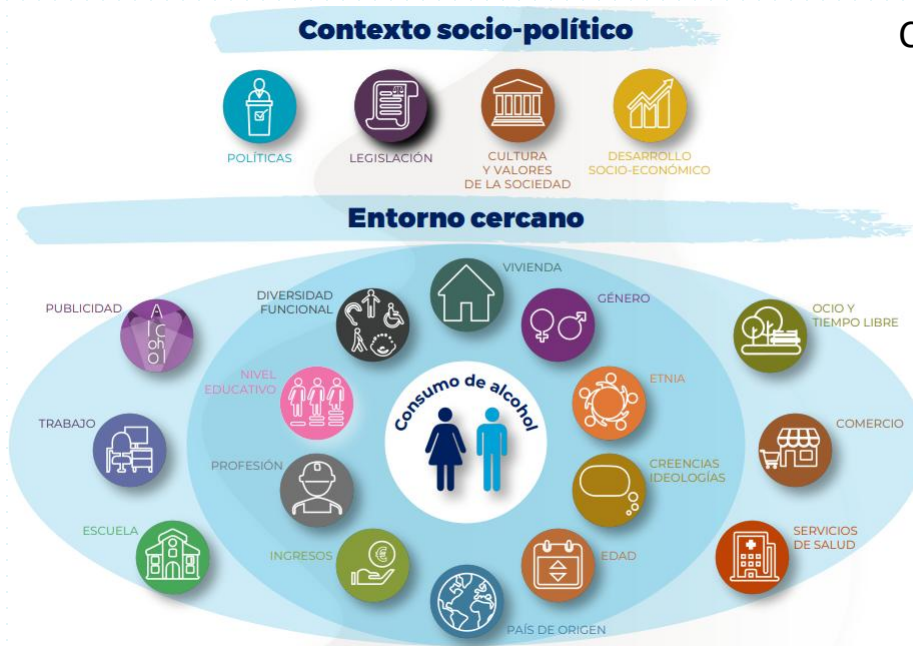 Contexto socio-político
POLÍTICAS
LEGISLACIÓN
CULTURA
Y VALORES
DE LA SOCIEDAD
DESARROLLO
SOCIO-ECONÓMICO
Entorno cercano
PUBLICIDAD
Alcohol
DIVERSIDAD
FUNCIONAL
VIVIENDA
GÉNERO
OCIO Y
TIEMPO LIBRE
NIVEL
EDUCATIVO
Consumo de alcohol
ETNIA
TRABAJO
COMERCIO
PROFESIÓN
CREENCIAS
IDEOLOGÍAS
ESCUELA
INGRESOS
€
EDAD
SERVICIOS
DE SALUD
PAÍS DE ORIGEN